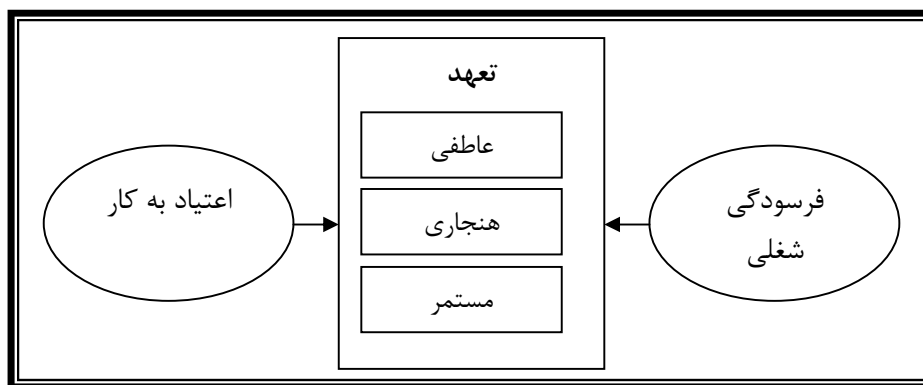 تعهد
عاطفی
هنجاری
مستمر
فرسودگی
شغلی
اعتیاد به کار